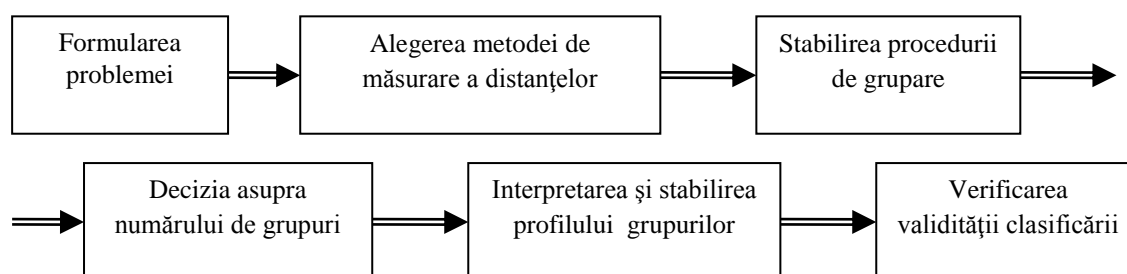 Formularea
problemei
Alegerea metodei de
măsurare a distanţelor
Stabilirea procedurii
de grupare
Decizia asupra
numărului de grupuri
Interpretarea şi stabilirea
profilului grupurilor
Verificarea
validităţii clasificării